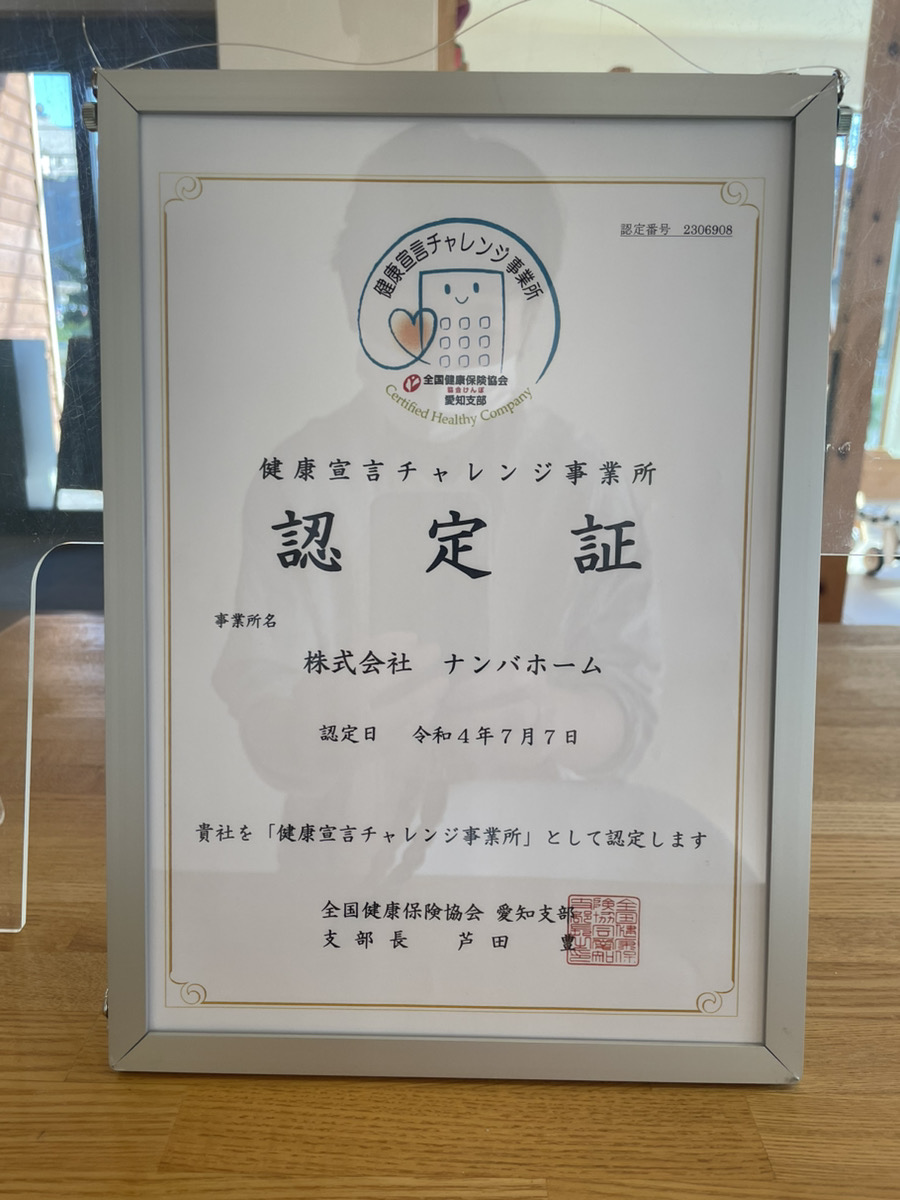 認定番号　2306908
健康宣言チャレンジ事業所
全国健康保険協会
協会けんぽ
愛知支部
Certified Healthy Company
健康宣言チャレンジ事業所
認定証
事業所名
株式会社　ナンバホーム
認定日　令和４年７月７日
貴社を「健康宣言チャレンジ事業所」として認定します
全国健康保険協会 愛知支部
支部長　芦田　豊